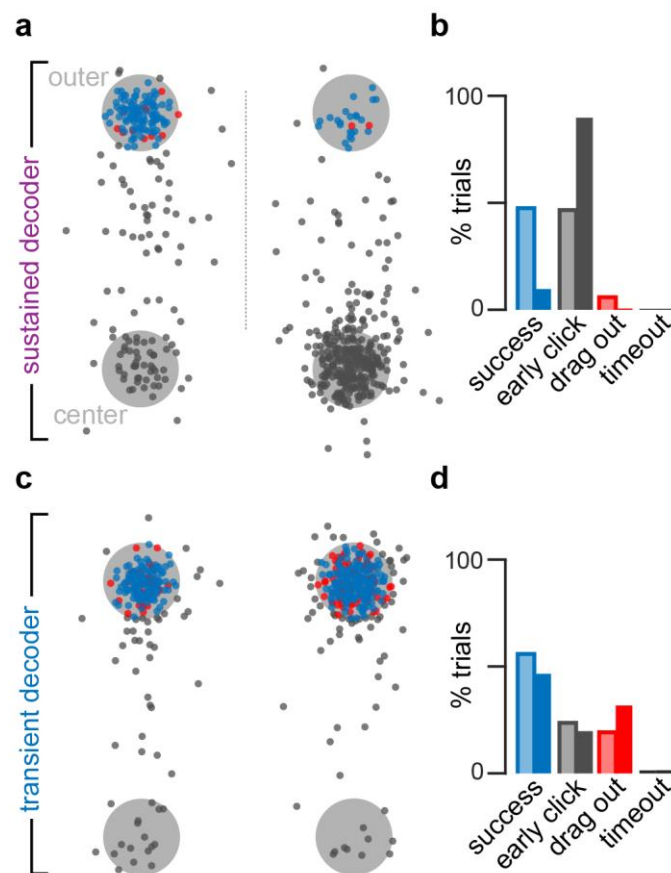 a
outer
center
sustained decoder
b
100
0
% trials
success
early click
drag out
timeout
c
transient decoder
d
100
0
% trials
success
early click
drag out
timeout